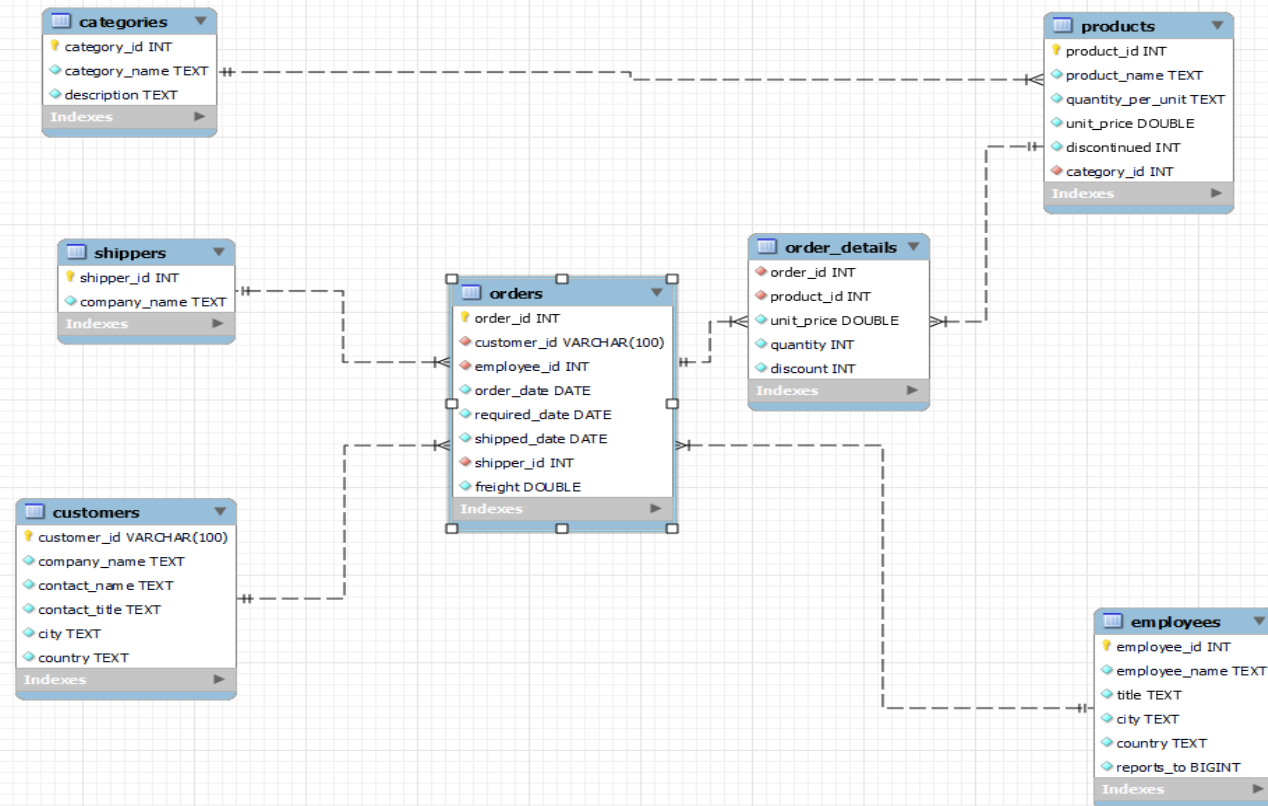 categories
category_id INT
category_name TEXT
description TEXT
Indexes
products
product_id INT
product_name TEXT
quantity_per_unit TEXT
unit_price DOUBLE
discontinued INT
category_id INT
Indexes
shippers
shipper_id INT
company_name TEXT
Indexes
orders
order_id INT
customer_id VARCHAR(100)
employee_id INT
order_date DATE
required_date DATE
shipped_date DATE
shipper_id INT
freight DOUBLE
Indexes
order_details
order_id INT
product_id INT
unit_price DOUBLE
quantity INT
discount INT
Indexes
customers
customer_id VARCHAR(100)
company_name TEXT
contact_name TEXT
contact_title TEXT
city TEXT
country TEXT
Indexes
employees
employee_id INT
employee_name TEXT
title TEXT
city TEXT
country TEXT
reports_to BIGINT
Indexes